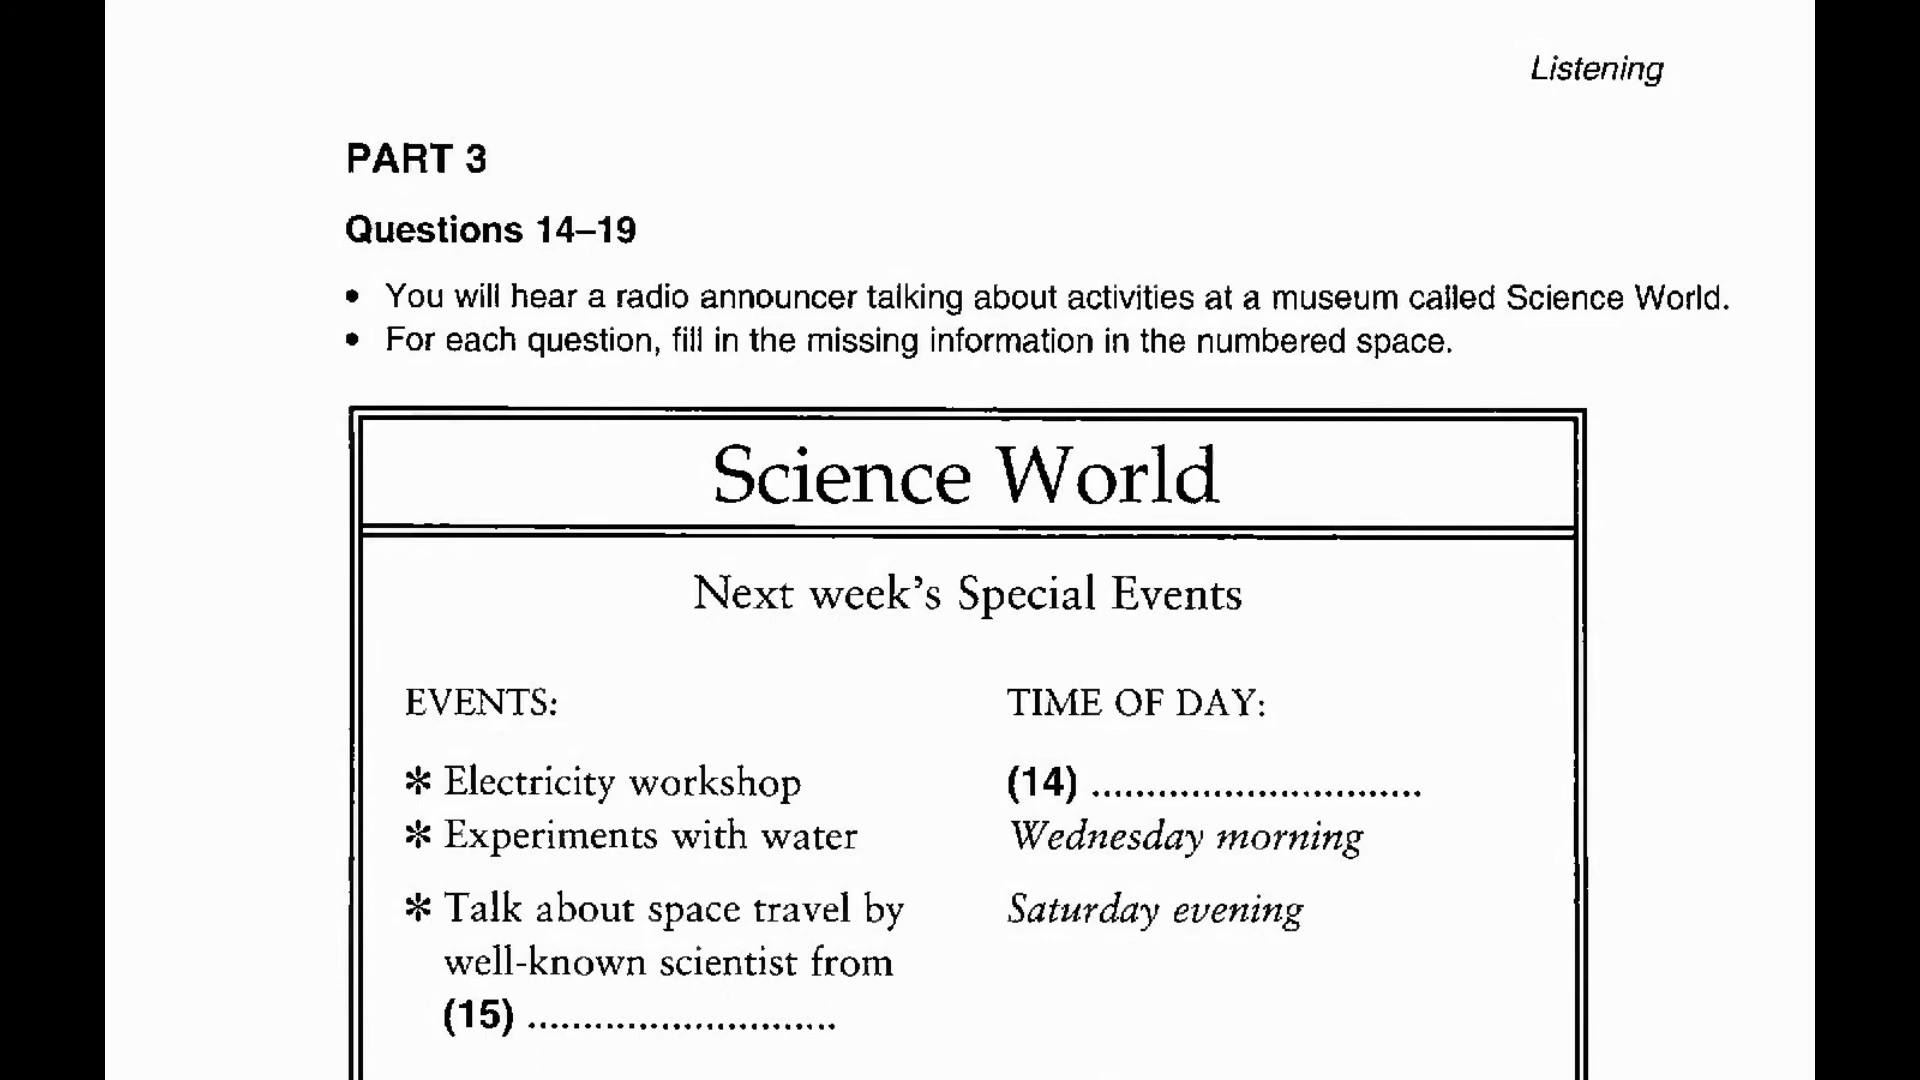 Listening
PART 3
Questions 14–19
• You will hear a radio announcer talking about activities at a museum called Science World.
• For each question, fill in the missing information in the numbered space.
Science World
Next week's Special Events
EVENTS: TIME OF DAY:
* Electricity workshop (14) ..............................
* Experiments with water Wednesday morning
* Talk about space travel by Saturday evening
well-known scientist from
(15) ............................